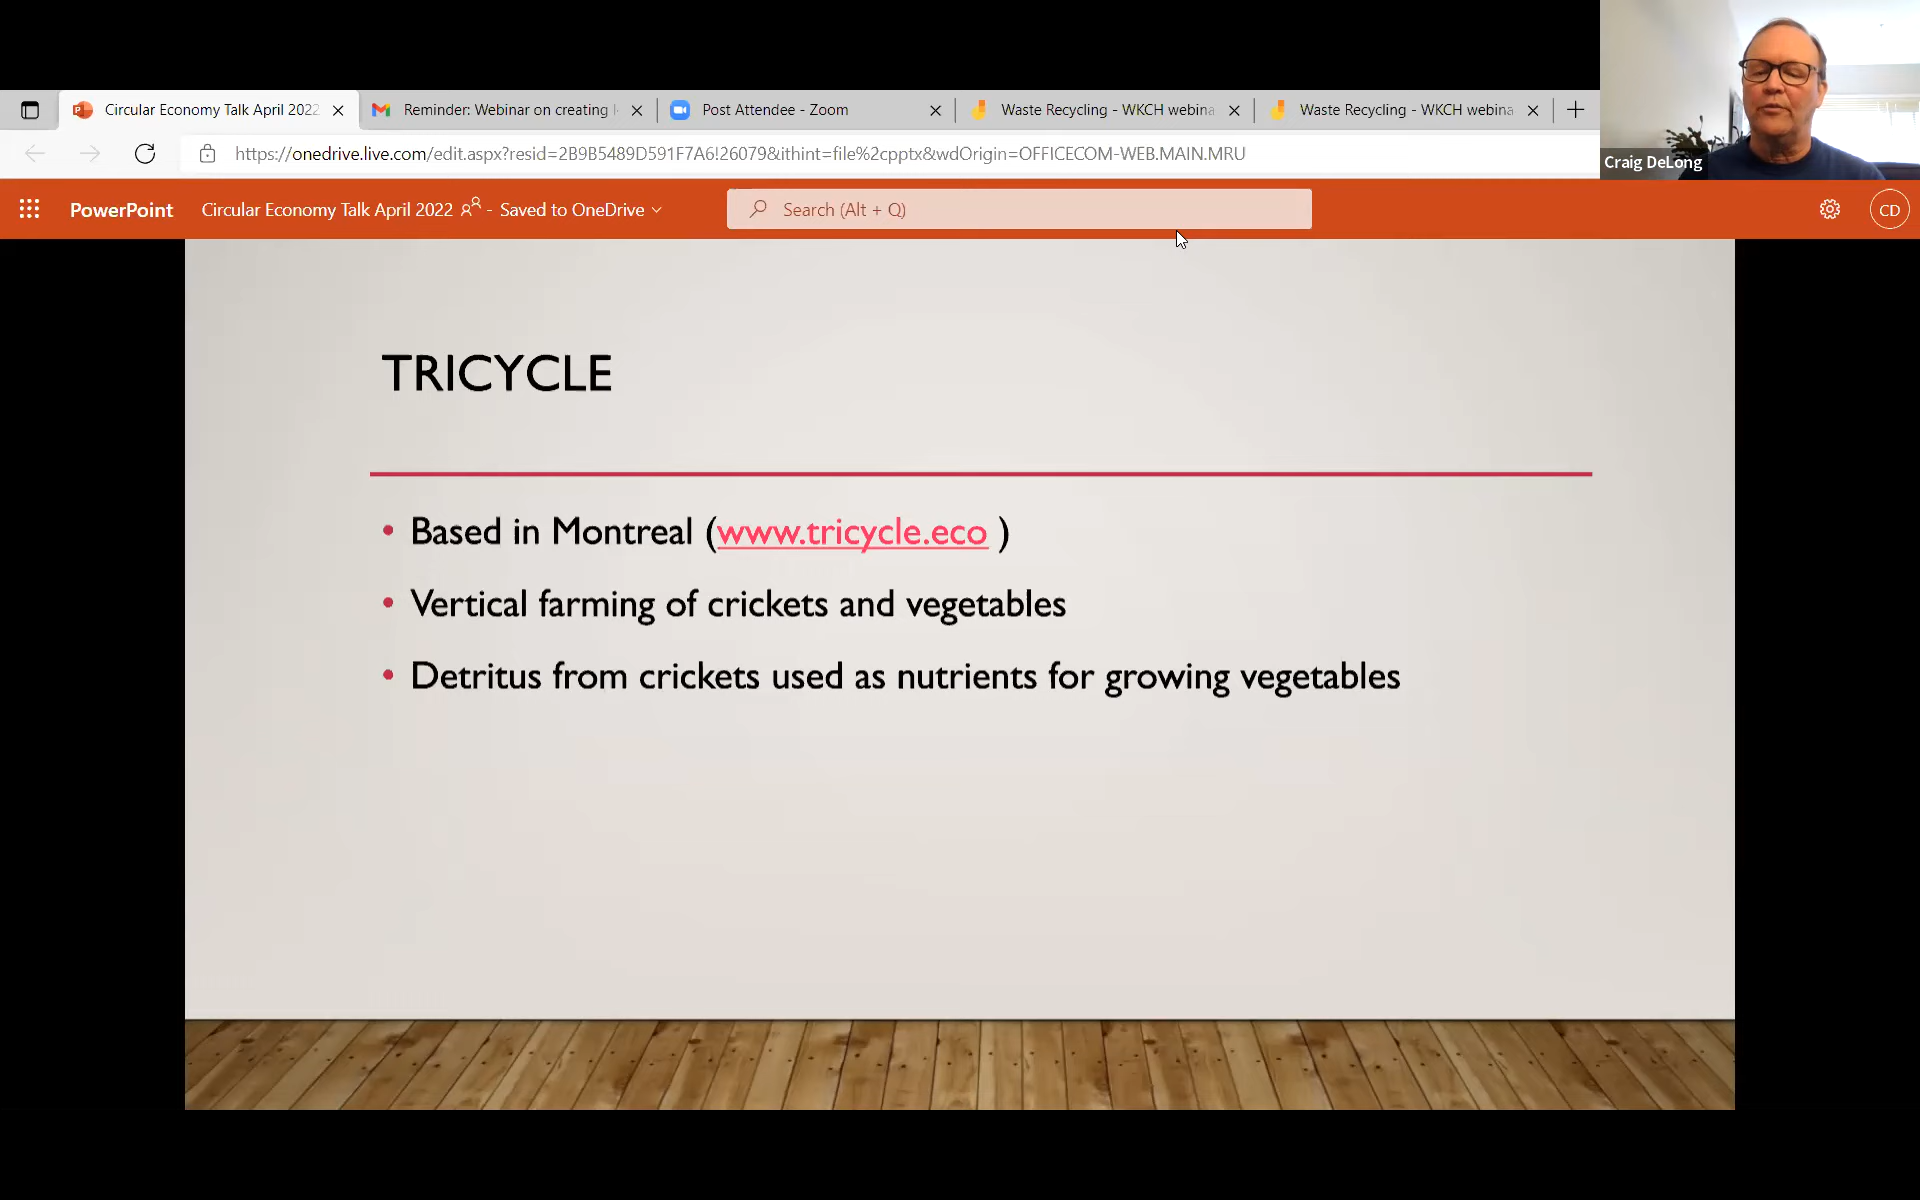 Circular Economy Talk April 2022
Reminder: Webinar on creating
Post Attendee - Zoom
Waste Recycling - WKCH webina
Waste Recycling - WKCH webina
https://onedrive.live.com/edit.aspx?resid=2B9B5489D591F7A6!26079&ithint=file%2cpptx&wdOrigin=OFFICECOM-WEB.MAIN.MRU
Craig DeLong
PowerPoint
Circular Economy Talk April 2022 - Saved to OneDrive
Search (Alt + Q)
CD
TRICYCLE
• Based in Montreal (www.tricycle.eco )
• Vertical farming of crickets and vegetables
• Detritus from crickets used as nutrients for growing vegetables